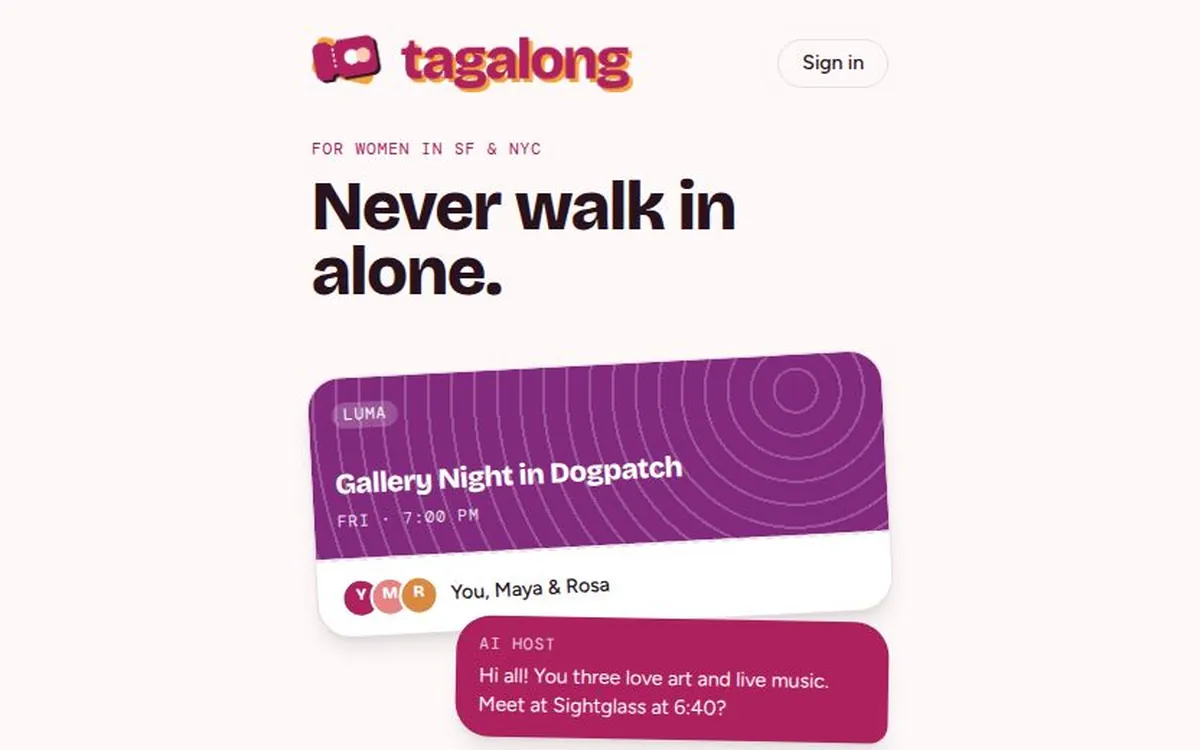 tagalong
Sign in
FOR WOMEN IN SF & NYC
Never walk in
alone.
LUMA
Gallery Night in Dogpatch
FRI · 7:00 PM
Y M R You, Maya & Rosa
AI HOST
Hi all! You three love art and live music.
Meet at Sightglass at 6:40?